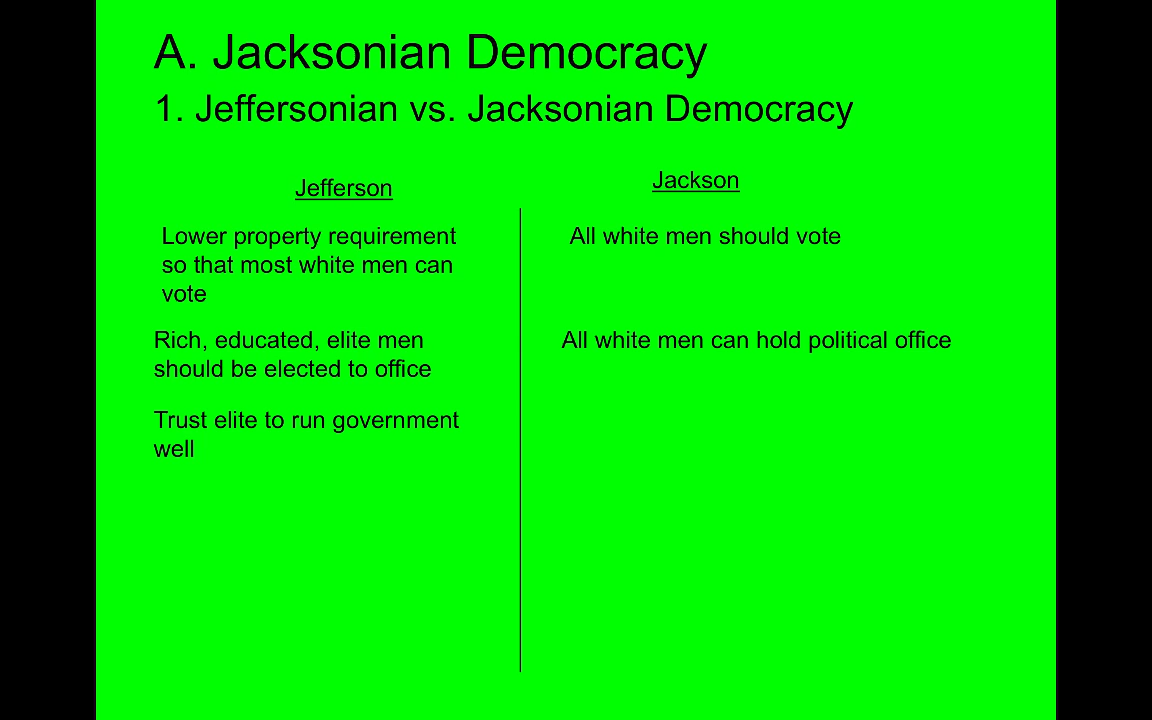 A. Jacksonian Democracy
1. Jeffersonian vs. Jacksonian Democracy
Jefferson
Lower property requirement
so that most white men can
vote
Rich, educated, elite men
should be elected to office
Trust elite to run government
well
Jackson
All white men should vote
All white men can hold political office